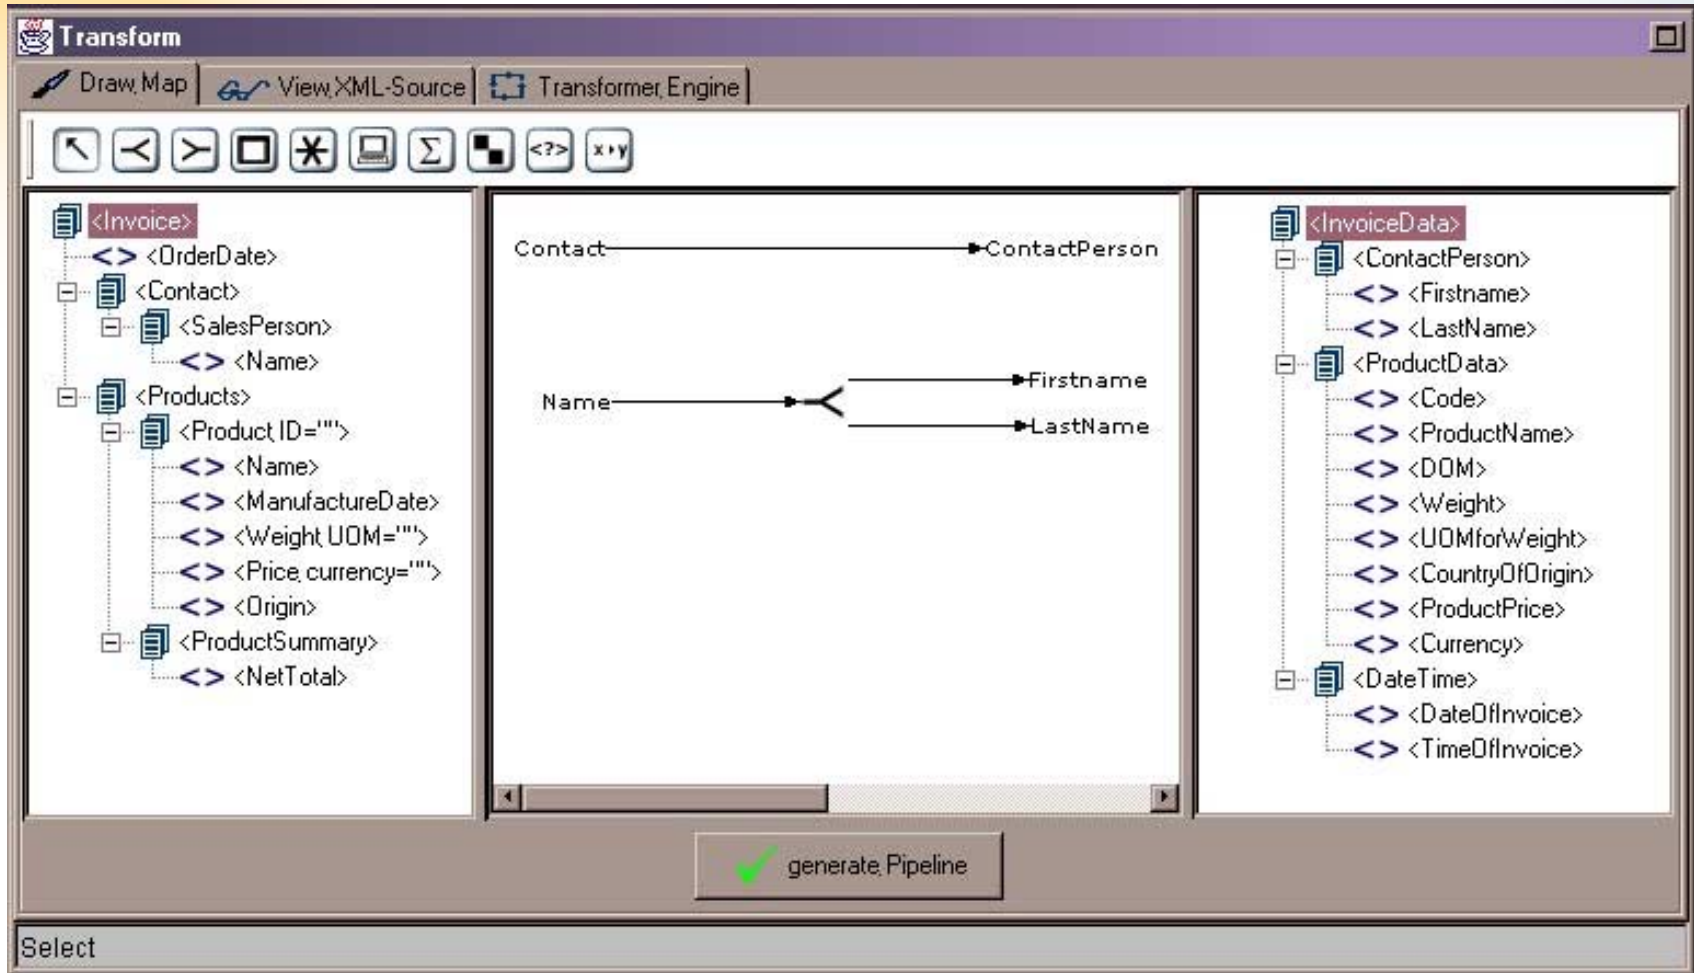 Transform
Draw Map
View XML-Source
Transformer Engine
Σ
<?>
x▸y
<Invoice>
<OrderDate>
<Contact>
<SalesPerson>
<Name>
<Products>
<Product ID="">
<Name>
<ManufactureDate>
<Weight UOM="">
<Price currency="">
<Origin>
<ProductSummary>
<NetTotal>
Contact
ContactPerson
Name
Firstname
LastName
<InvoiceData>
<ContactPerson>
<Firstname>
<LastName>
<ProductData>
<Code>
<ProductName>
<DOM>
<Weight>
<UOMforWeight>
<CountryOfOrigin>
<ProductPrice>
<Currency>
<DateTime>
<DateOfInvoice>
<TimeOfInvoice>
generate Pipeline
Select